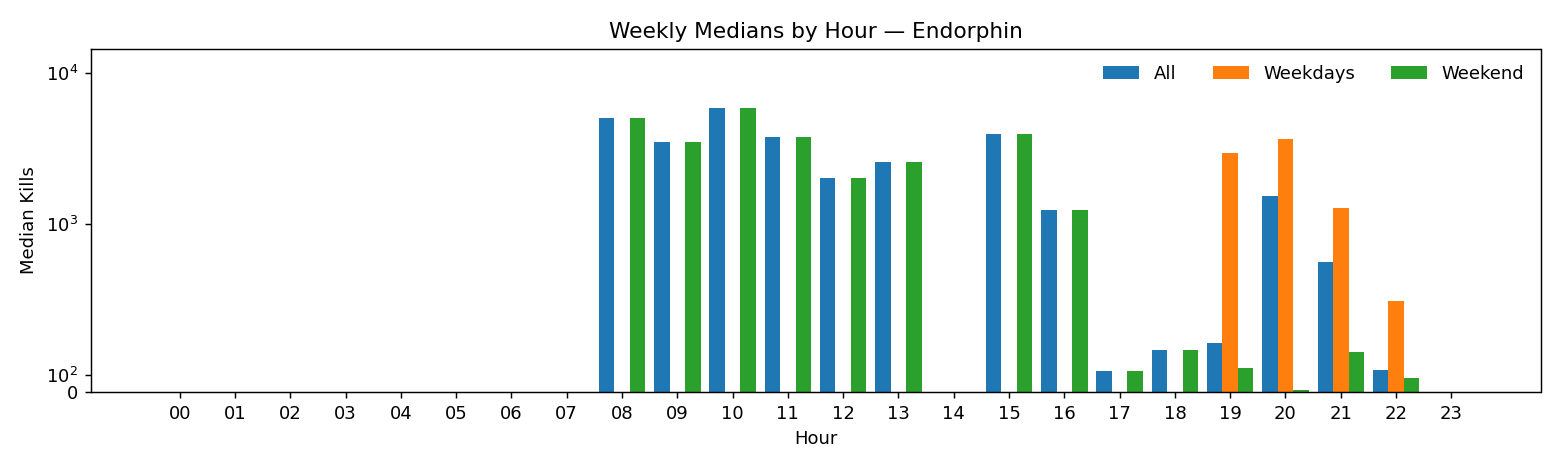 Weekly Medians by Hour — Endorphin
All Weekdays Weekend
Median Kills
10^4
10^3
10^2
0
00 01 02 03 04 05 06 07 08 09 10 11 12 13 14 15 16 17 18 19 20 21 22 23
Hour